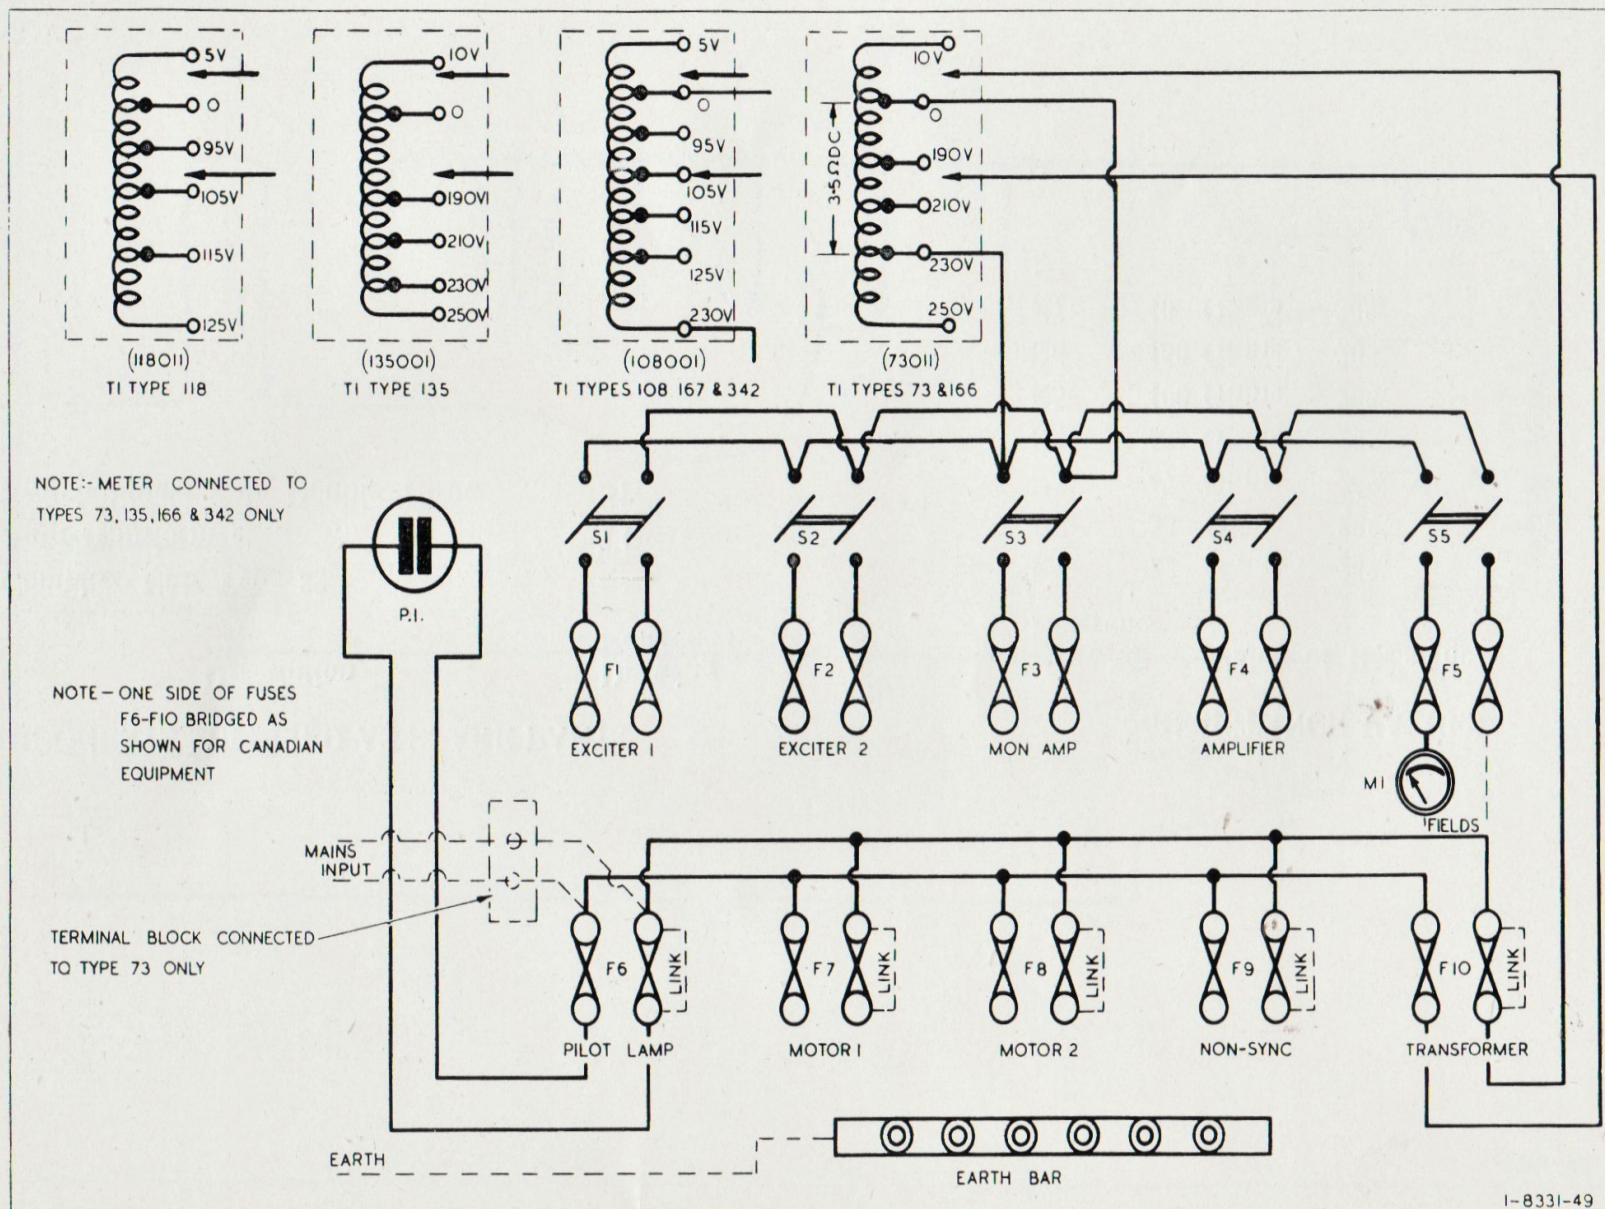 5V
0
95V
105V
115V
125V
(118011)
T1 TYPE 118
10V
0
190V
210V
230V
250V
(135001)
T1 TYPE 135
5V
0
95V
105V
115V
125V
230V
(108001)
T1 TYPES 108 167 & 342
10V
0
190V
210V
230V
250V
3·5 Ω DC
(73011)
T1 TYPES 73 & 166
NOTE:- METER CONNECTED TO
TYPES 73, 135, 166 & 342 ONLY
P.I.
S1
S2
S3
S4
S5
F1
F2
F3
F4
F5
EXCITER 1
EXCITER 2
MON AMP
AMPLIFIER
M1
FIELDS
NOTE – ONE SIDE OF FUSES
F6-F10 BRIDGED AS
SHOWN FOR CANADIAN
EQUIPMENT
MAINS
INPUT
TERMINAL BLOCK CONNECTED
TO TYPE 73 ONLY
F6
LINK
F7
LINK
F8
LINK
F9
LINK
F10
LINK
PILOT LAMP
MOTOR 1
MOTOR 2
NON-SYNC
TRANSFORMER
EARTH
EARTH BAR
1-8331-49